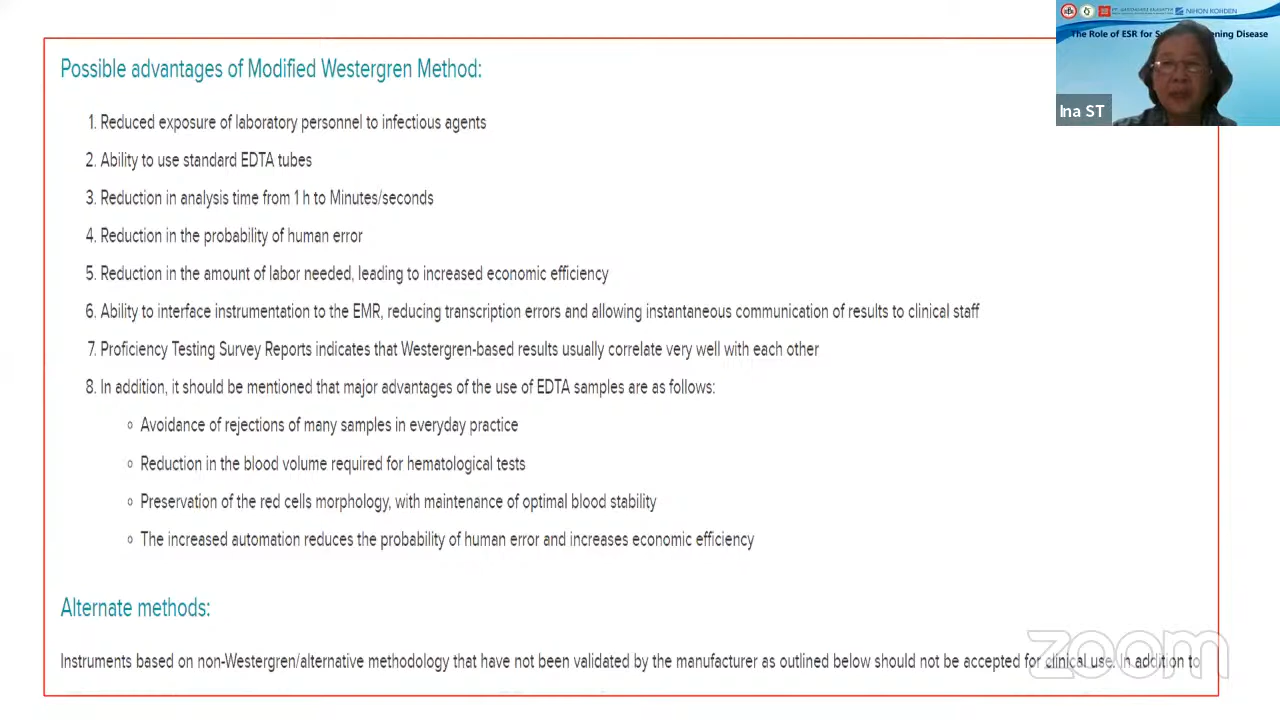 Possible advantages of Modified Westergren Method:
1. Reduced exposure of laboratory personnel to infectious agents
2. Ability to use standard EDTA tubes
3. Reduction in analysis time from 1 h to Minutes/seconds
4. Reduction in the probability of human error
5. Reduction in the amount of labor needed, leading to increased economic efficiency
6. Ability to interface instrumentation to the EMR, reducing transcription errors and allowing instantaneous communication of results to clinical staff
7. Proficiency Testing Survey Reports indicates that Westergren-based results usually correlate very well with each other
8. In addition, it should be mentioned that major advantages of the use of EDTA samples are as follows:
Avoidance of rejections of many samples in everyday practice
Reduction in the blood volume required for hematological tests
Preservation of the red cells morphology, with maintenance of optimal blood stability
The increased automation reduces the probability of human error and increases economic efficiency
Alternate methods:
Instruments based on non-Westergren/alternative methodology that have not been validated by the manufacturer as outlined below should not be accepted for clinical use. In addition to
NIHON KOHDEN
The Role of ESR for Disease
Ina ST
zoom